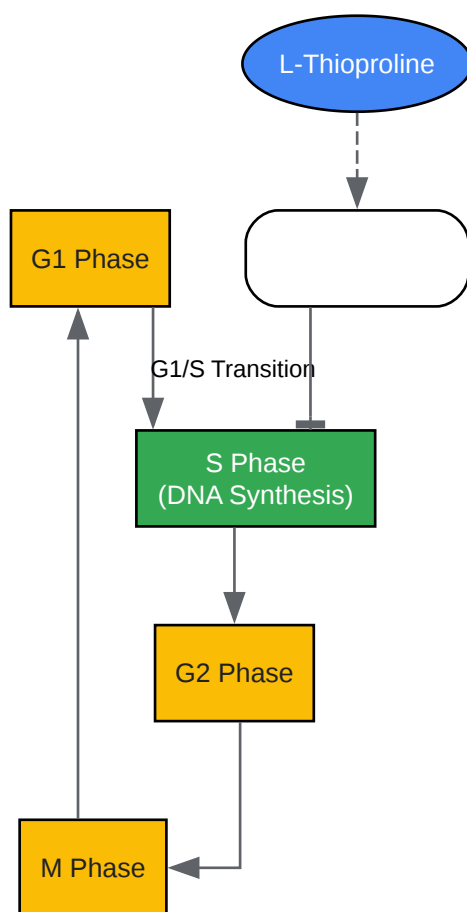 L-Thioproline
G1 Phase
G1/S Transition
S Phase
(DNA Synthesis)
G2 Phase
M Phase